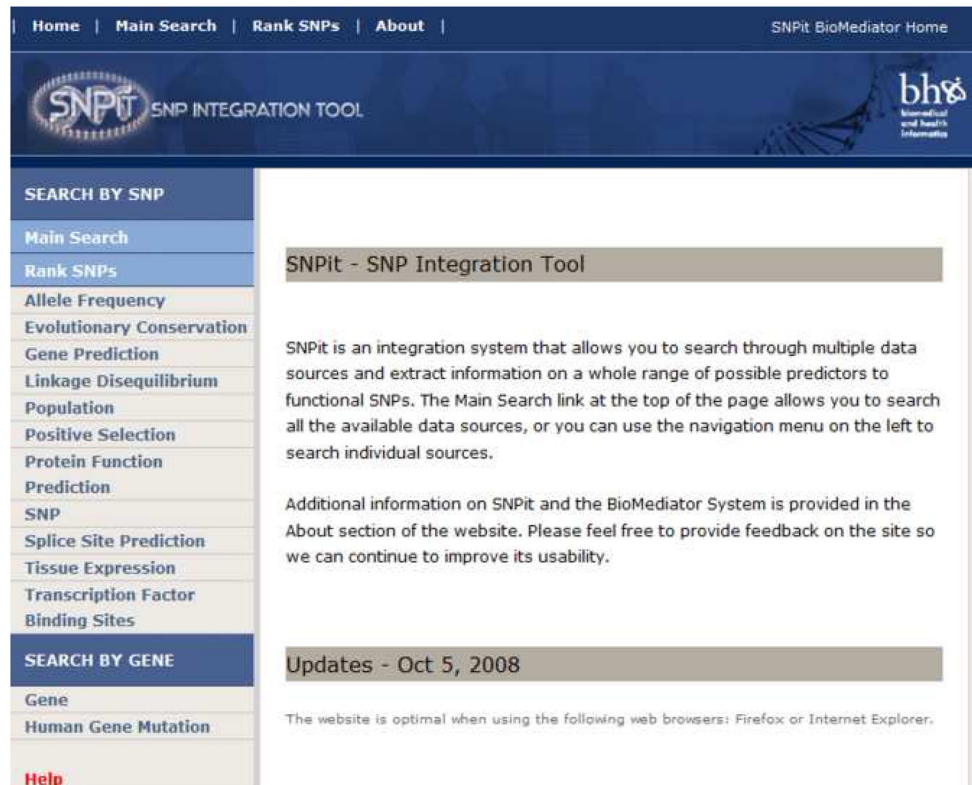 | Home | Main Search | Rank SNPs | About |
SNPit BioMediator Home
SNPiT SNP INTEGRATION TOOL
bhi
biomedical
and health
informatics
SEARCH BY SNP
Main Search
Rank SNPs
Allele Frequency
Evolutionary Conservation
Gene Prediction
Linkage Disequilibrium
Population
Positive Selection
Protein Function
Prediction
SNP
Splice Site Prediction
Tissue Expression
Transcription Factor
Binding Sites
SEARCH BY GENE
Gene
Human Gene Mutation
Help
SNPit - SNP Integration Tool
SNPit is an integration system that allows you to search through multiple data
sources and extract information on a whole range of possible predictors to
functional SNPs. The Main Search link at the top of the page allows you to search
all the available data sources, or you can use the navigation menu on the left to
search individual sources.
Additional information on SNPit and the BioMediator System is provided in the
About section of the website. Please feel free to provide feedback on the site so
we can continue to improve its usability.
Updates - Oct 5, 2008
The website is optimal when using the following web browsers: Firefox or Internet Explorer.